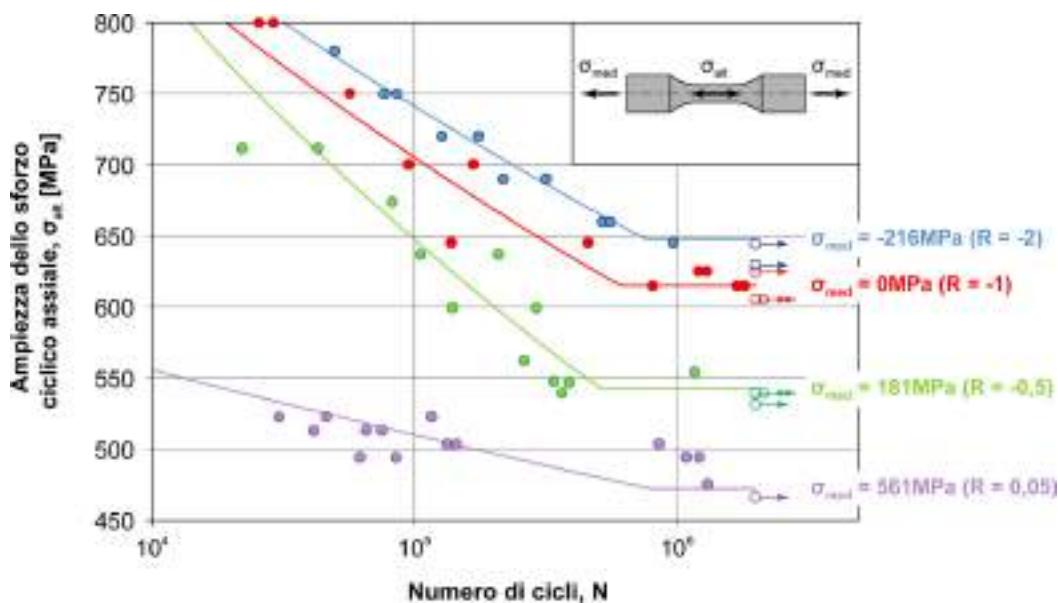 800
750
700
650
600
550
500
450
Ampiezza dello sforzo
ciclico assiale, σalt [MPa]
σmed σalt σmed
σmed = -216MPa (R = -2)
σmed = 0MPa (R = -1)
σmed = 181MPa (R = -0,5)
σmed = 561MPa (R = 0,05)
10⁴ 10⁵ 10⁶
Numero di cicli, N